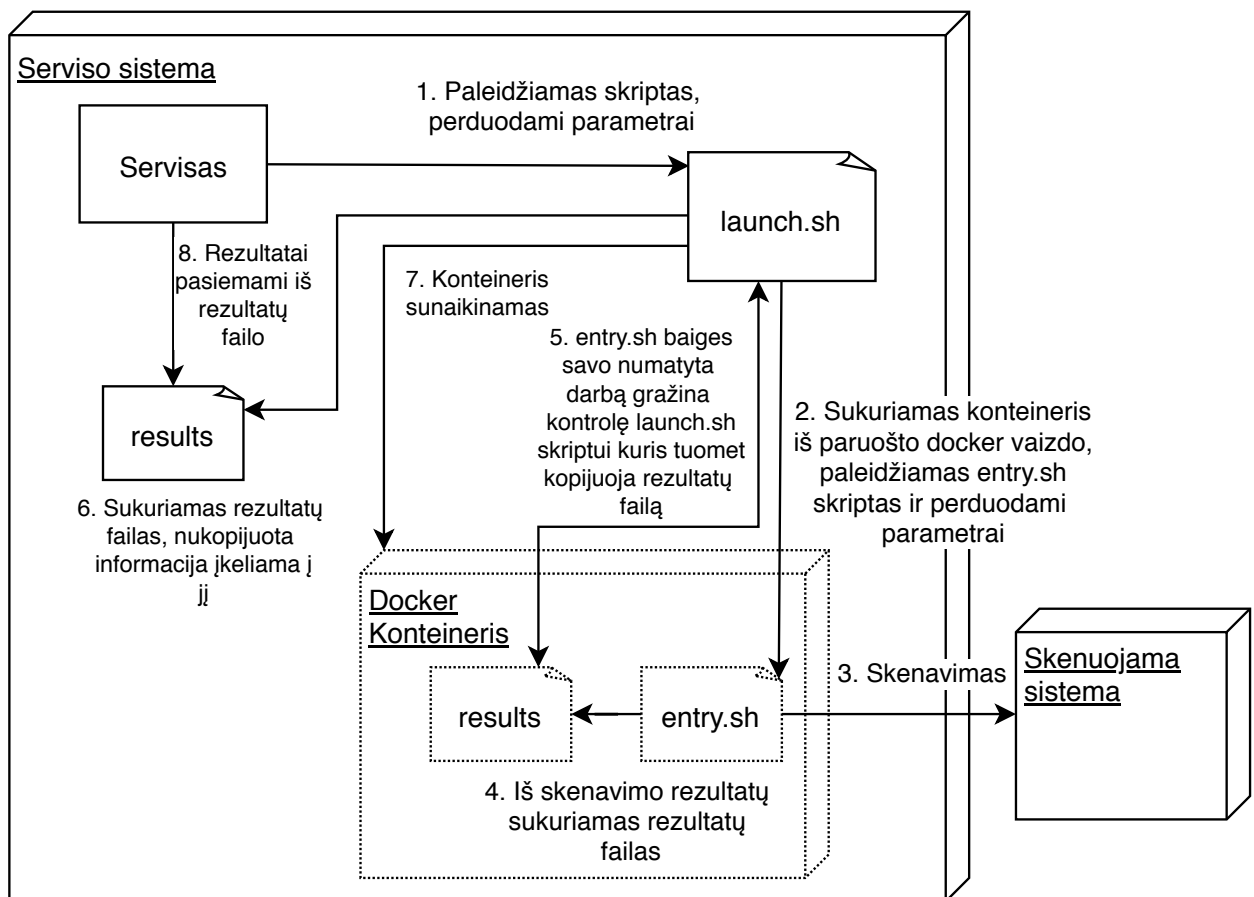 Serviso sistema
1. Paleidžiamas skriptas,
perduodami parametrai
Servisas
launch.sh
8. Rezultatai
pasiemami iš
rezultatų
failo
7. Konteineris
sunaikinamas
5. entry.sh baiges
savo numatyta
darbą gražina
kontrolę launch.sh
skriptui kuris tuomet
kopijuoja rezultatų
failą
2. Sukuriamas konteineris
iš paruošto docker vaizdo,
paleidžiamas entry.sh
skriptas ir perduodami
parametrai
results
6. Sukuriamas rezultatų
failas, nukopijuota
informacija įkeliama į
jį
Docker
Konteineris
results
entry.sh
3. Skenavimas
Skenuojama
sistema
4. Iš skenavimo rezultatų
sukuriamas rezultatų
failas